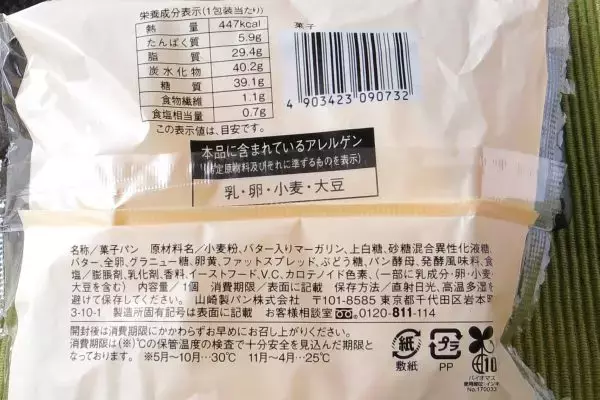 栄養成分表示(1包装当たり)
熱量 447kcal
たんぱく質 5.9g
脂質 29.4g
炭水化物 40.2g
糖質 39.1g
食物繊維 1.1g
食塩相当量 0.7g
この表示値は、目安です。
菓子
4 903423 090732
本品に含まれているアレルゲン
(特定原材料及びそれに準ずるものを表示)
乳・卵・小麦・大豆
名称/菓子パン 原材料名/小麦粉、バター入りマーガリン、上白糖、砂糖混合異性化液糖、
バター、全卵、グラニュー糖、卵黄、ファットスプレッド、ぶどう糖、パン酵母、発酵風味料、食
塩/膨脹剤、乳化剤、香料、イーストフード、V.C、カロテノイド色素、(一部に乳成分・卵・小麦・
大豆を含む) 内容量/1個 消費期限/表面に記載 保存方法/直射日光、高温多湿を
避けて保存してください。 山崎製パン株式会社 〒101-8585 東京都千代田区岩本町
3-10-1 製造所固有記号は表面に記載 お客様相談室 0120-811-114
開封後は消費期限にかかわらずお早めにお召し上がりください。
消費期限は(※)℃の保管温度の検査で十分安全を見込んだ期限と
なっております。 ※5月〜10月…30℃ 11月〜4月…25℃
紙
敷紙
PP
10
バイオマス
No.170033